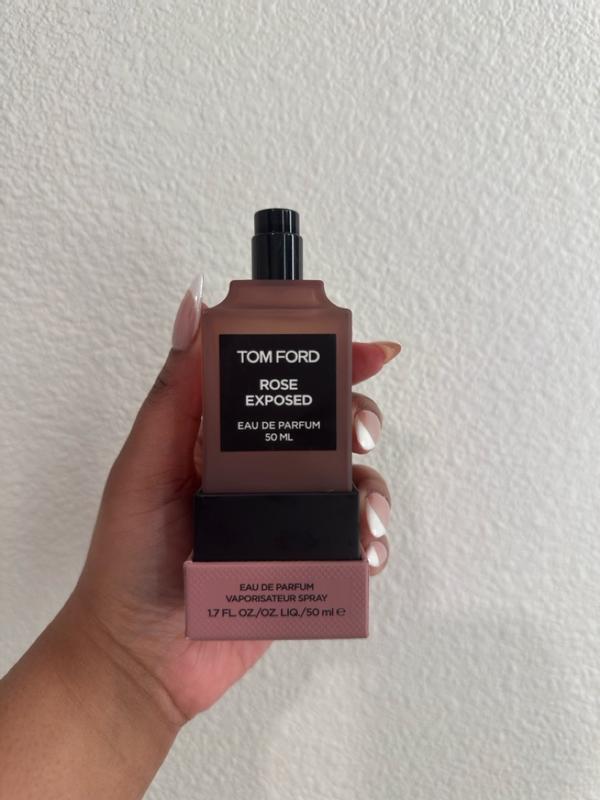 TOM FORD
ROSE
EXPOSED
EAU DE PARFUM
50 ML
EAU DE PARFUM
VAPORISATEUR SPRAY
1.7 FL. OZ./OZ. LIQ./50 ml ℮